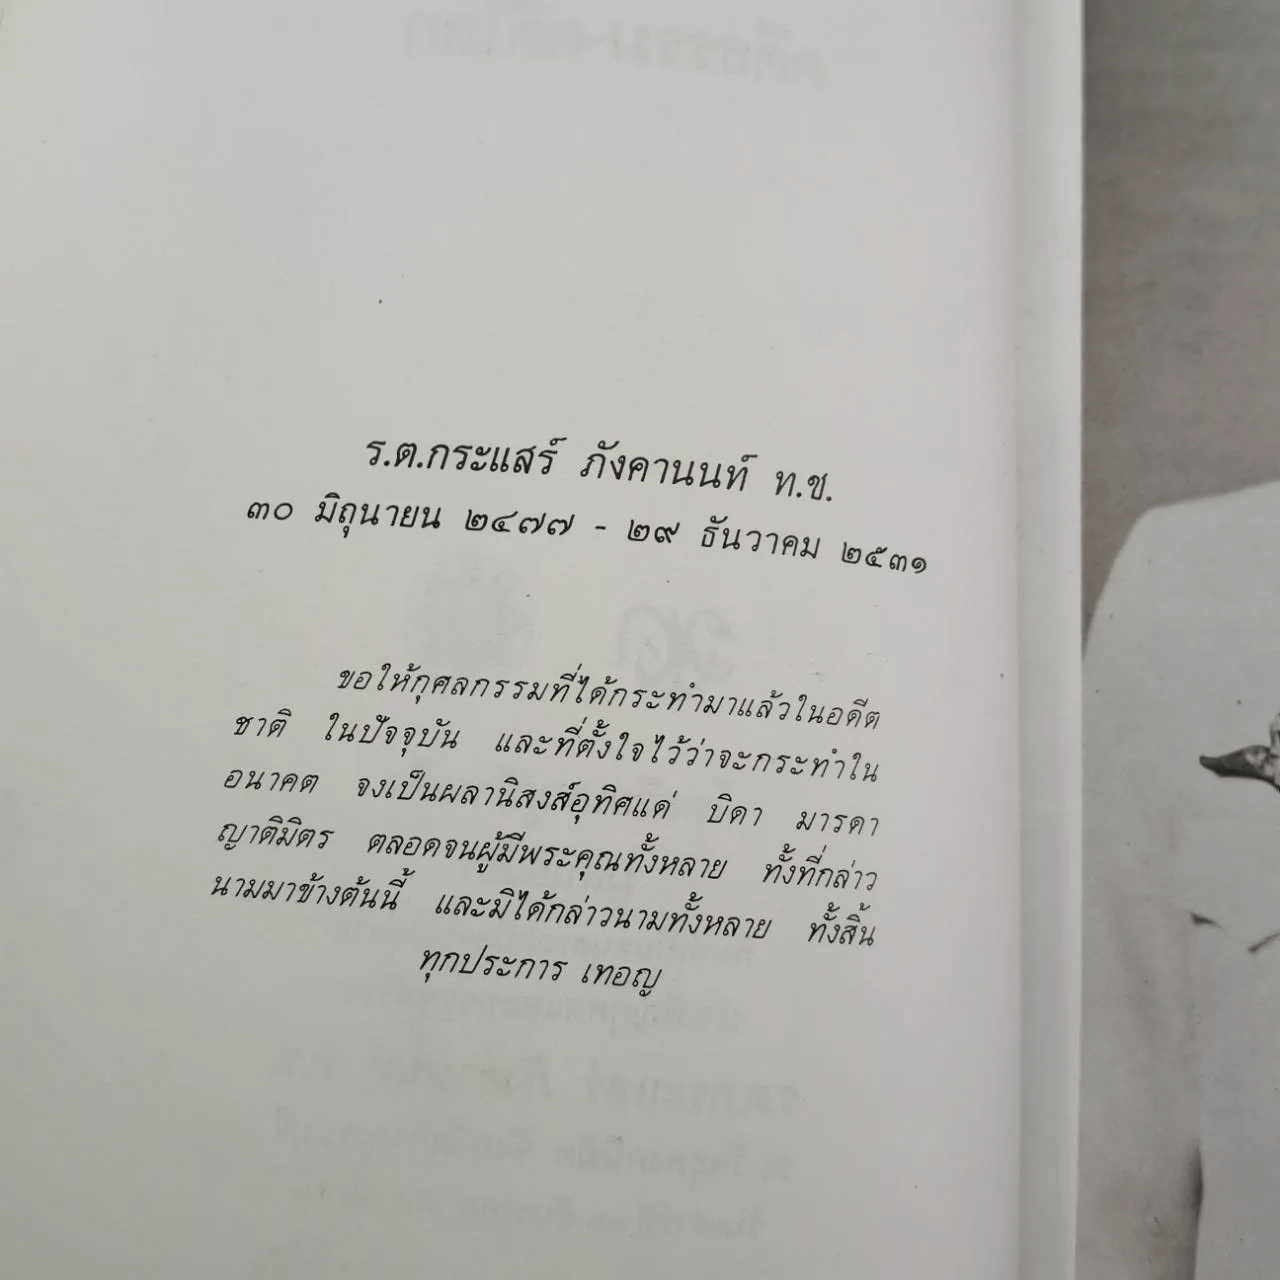 ร.ต.กระแสร์ ภังคานนท์ ท.ช.
๓๐ มิถุนายน ๒๔๗๗ - ๒๙ ธันวาคม ๒๕๓๑
ขอให้กุศลกรรมที่ได้กระทำมาแล้วในอดีต
ชาติ ในปัจจุบัน และที่ตั้งใจไว้ว่าจะกระทำใน
อนาคต จงเป็นผลานิสงส์อุทิศแด่ บิดา มารดา
ญาติมิตร ตลอดจนผู้มีพระคุณทั้งหลาย ทั้งที่กล่าว
นามมาข้างต้นนี้ และมิได้กล่าวนามทั้งหลาย ทั้งสิ้น
ทุกประการ เทอญ